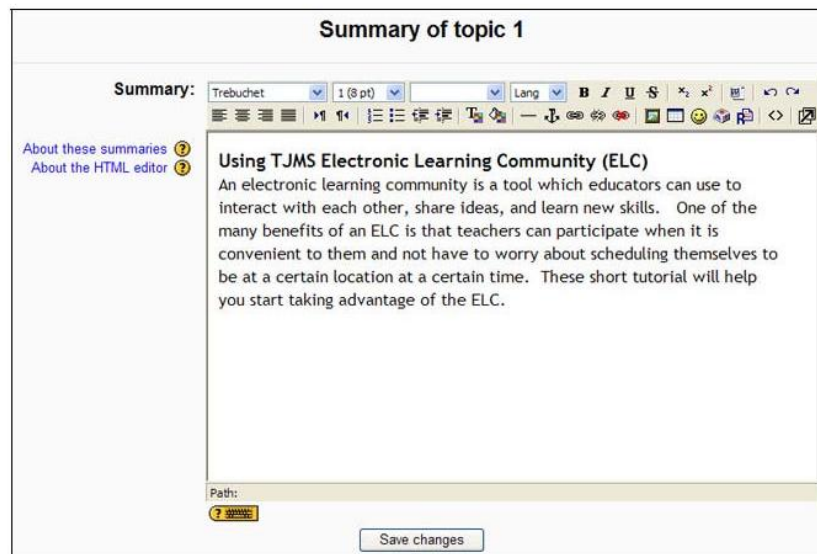 Summary of topic 1
Summary:
Trebuchet 1 (8 pt) Lang B I U S x₂ x²
About these summaries
About the HTML editor
Using TJMS Electronic Learning Community (ELC)
An electronic learning community is a tool which educators can use to
interact with each other, share ideas, and learn new skills. One of the
many benefits of an ELC is that teachers can participate when it is
convenient to them and not have to worry about scheduling themselves to
be at a certain location at a certain time. These short tutorial will help
you start taking advantage of the ELC.
Path:
Save changes